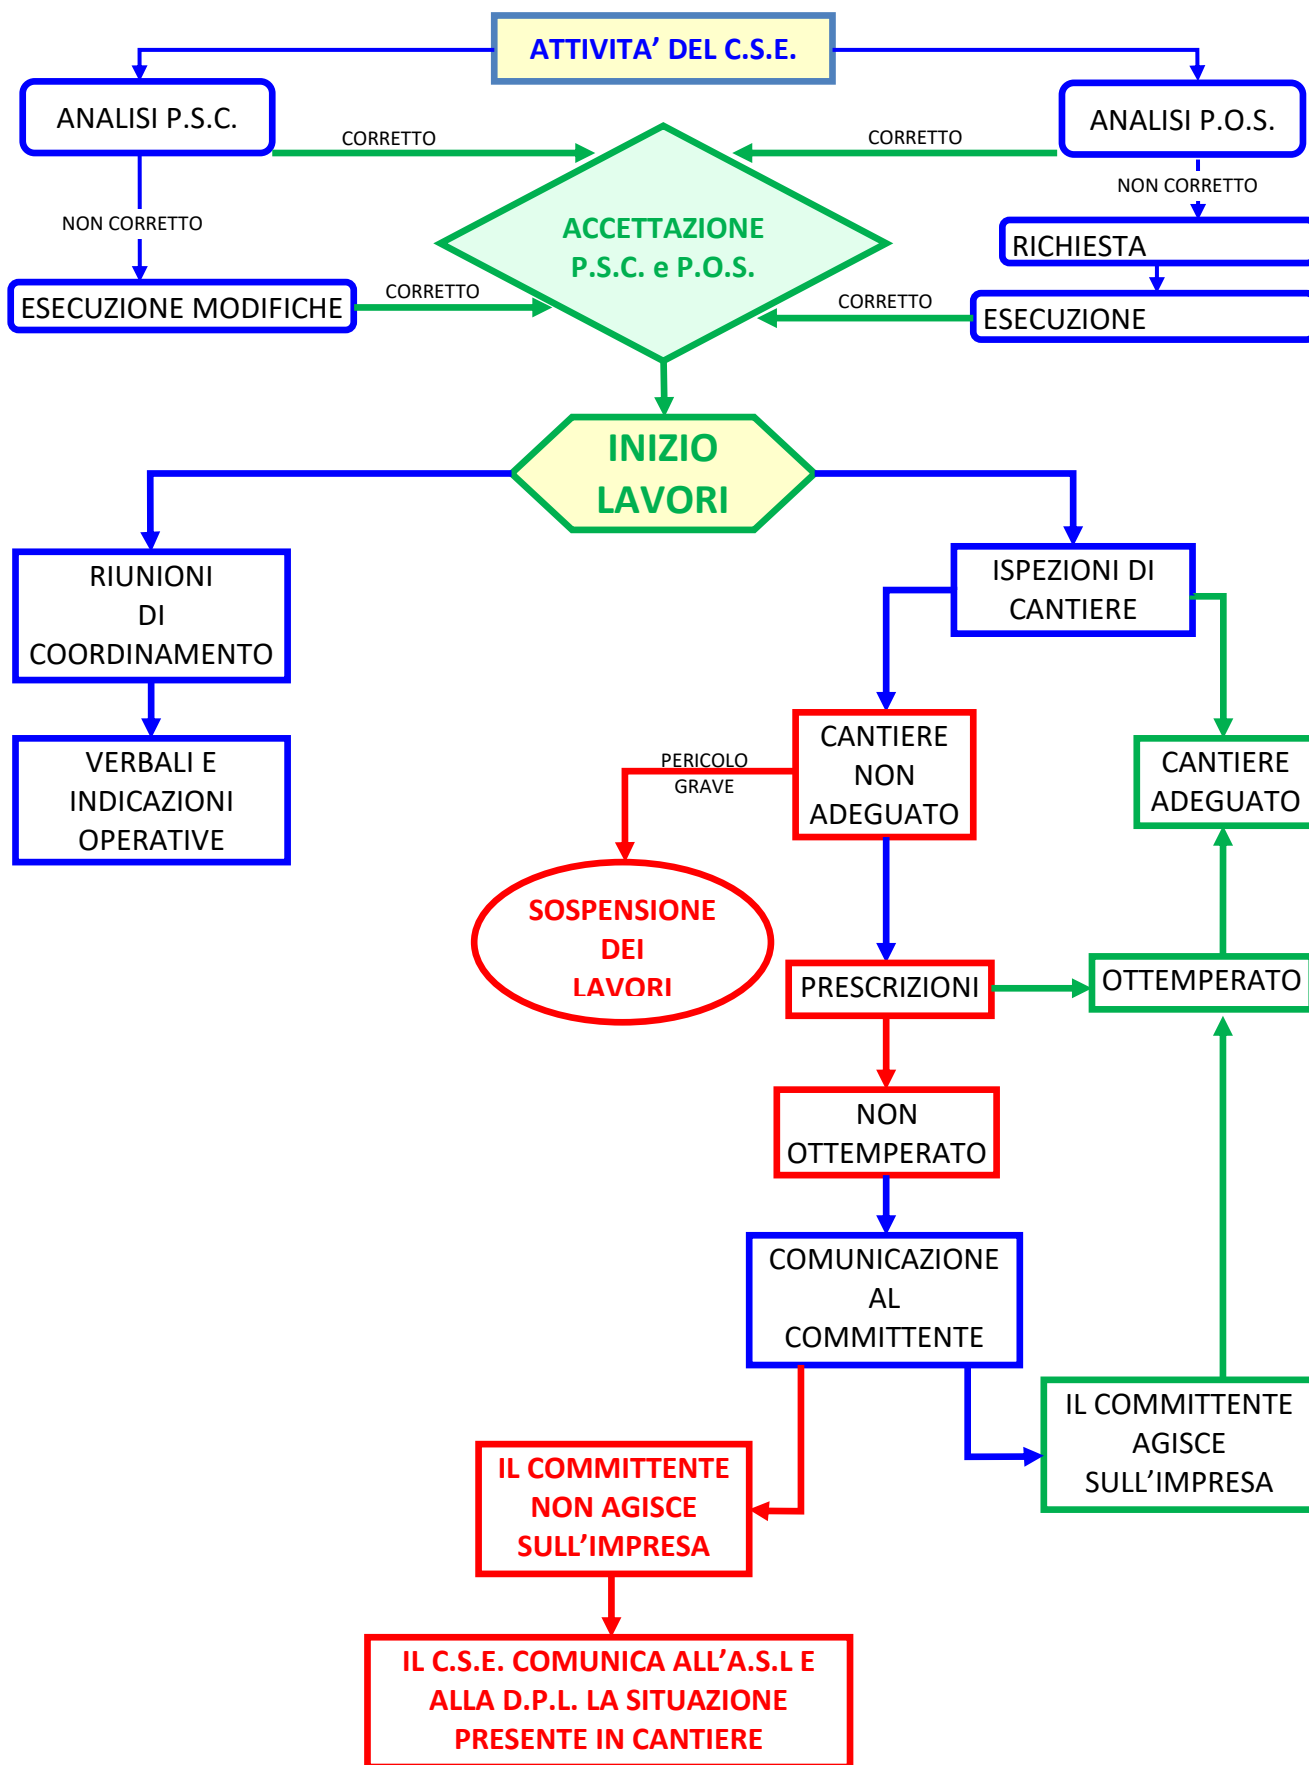 ATTIVITA’ DEL C.S.E.
ANALISI P.S.C.
ANALISI P.O.S.
CORRETTO
CORRETTO
NON CORRETTO
NON CORRETTO
ACCETTAZIONE
P.S.C. e P.O.S.
RICHIESTA
ESECUZIONE MODIFICHE
CORRETTO
CORRETTO
ESECUZIONE
INIZIO
LAVORI
RIUNIONI
DI
COORDINAMENTO
ISPEZIONI DI
CANTIERE
VERBALI E
INDICAZIONI
OPERATIVE
PERICOLO
GRAVE
CANTIERE
NON
ADEGUATO
CANTIERE
ADEGUATO
SOSPENSIONE
DEI
LAVORI
PRESCRIZIONI
OTTEMPERATO
NON
OTTEMPERATO
COMUNICAZIONE
AL
COMMITTENTE
IL COMMITTENTE
AGISCE
SULL’IMPRESA
IL COMMITTENTE
NON AGISCE
SULL’IMPRESA
IL C.S.E. COMUNICA ALL’A.S.L E
ALLA D.P.L. LA SITUAZIONE
PRESENTE IN CANTIERE